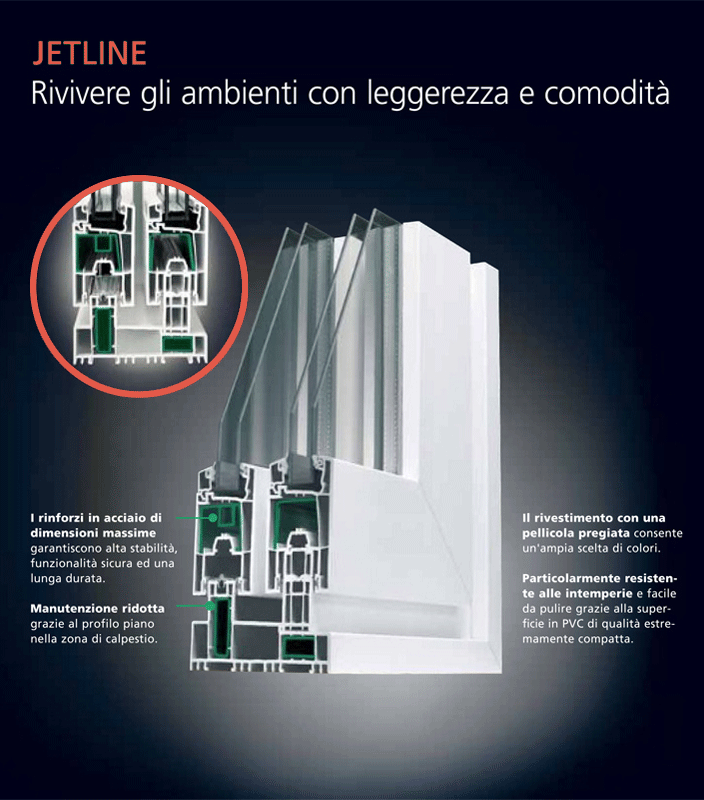 JETLINE
Rivivere gli ambienti con leggerezza e comodità
I rinforzi in acciaio di
dimensioni massime
garantiscono alta stabilità,
funzionalità sicura ed una
lunga durata.
Manutenzione ridotta
grazie al profilo piano
nella zona di calpestio.
Il rivestimento con una
pellicola pregiata consente
un'ampia scelta di colori.
Particolarmente resisten-
te alle intemperie e facile
da pulire grazie alla super-
ficie in PVC di qualità estre-
mamente compatta.